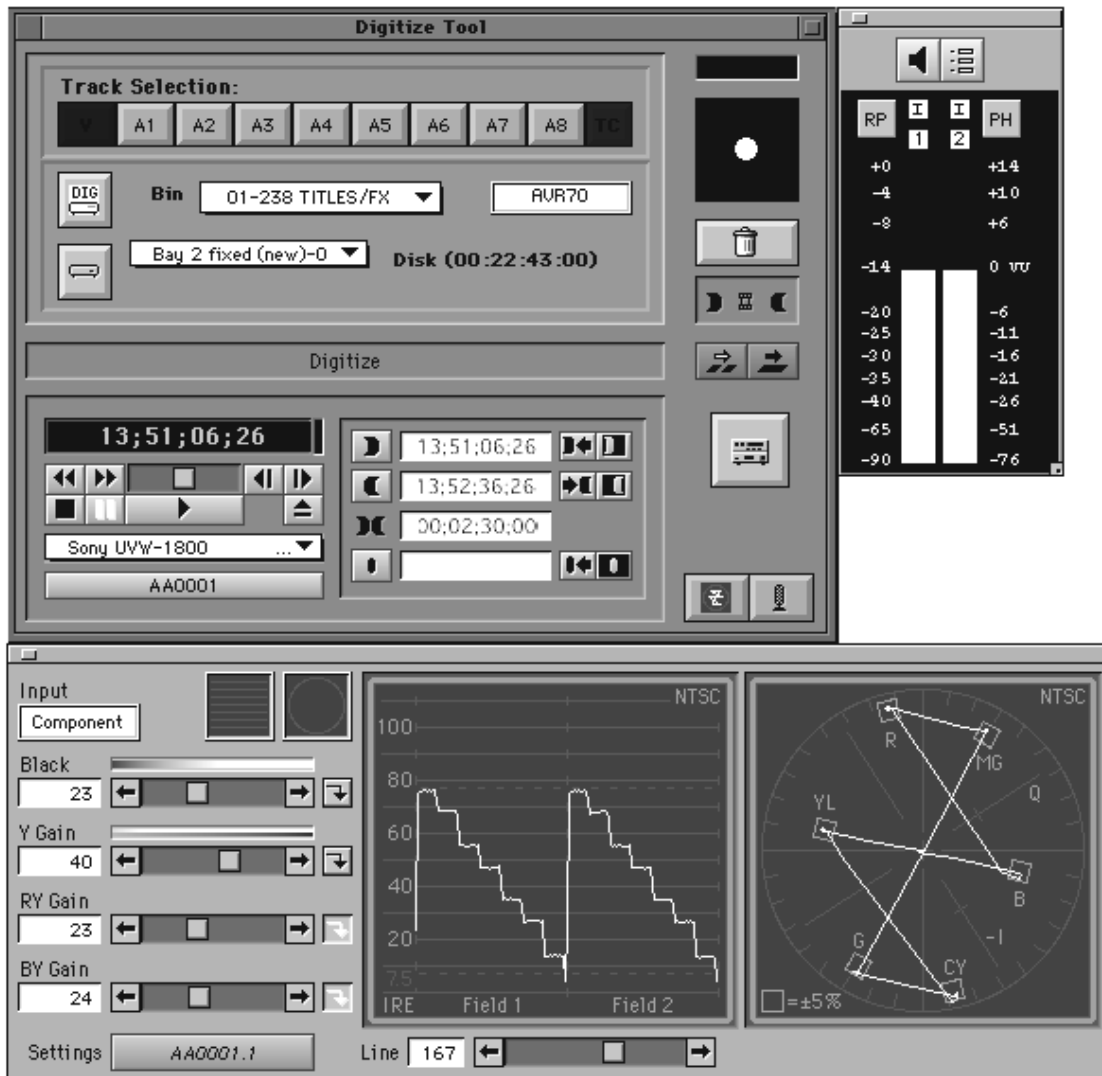 Digitize Tool
Track Selection:
V A1 A2 A3 A4 A5 A6 A7 A8 TC
DIG
Bin 01-238 TITLES/FX AVR70
Bay 2 fixed (new)-0 Disk (00:22:43:00)
Digitize
13;51;06;26
13;51;06;26
13;52;36;26
00;02;30;00
Sony UVW-1800 ...
AA0001
RP I I PH
1 2
+0 +14
-4 +10
-8 +6
-14 0 VU
-20 -6
-25 -11
-30 -16
-35 -21
-40 -26
-65 -51
-90 -76
Input
Component
Black
23
Y Gain
40
RY Gain
23
BY Gain
24
Settings AA0001.1
NTSC
100
80
60
40
20
7.5
IRE Field 1 Field 2
Line 167
NTSC
R
MG
Q
YL
B
-I
G
CY
=±5%